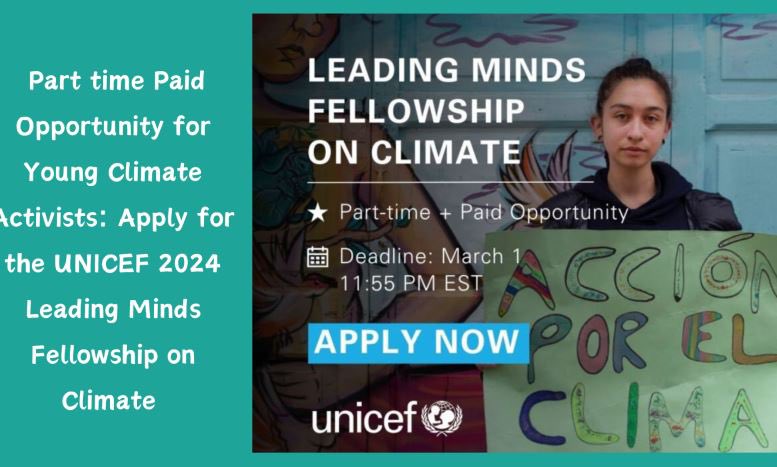 Part time Paid
Opportunity for
Young Climate
Activists: Apply for
the UNICEF 2024
Leading Minds
Fellowship on
Climate
LEADING MINDS
FELLOWSHIP
ON CLIMATE
Part-time + Paid Opportunity
Deadline: March 1
11:55 PM EST
APPLY NOW
unicef
ACCIÓN
POR EL
CLIMA